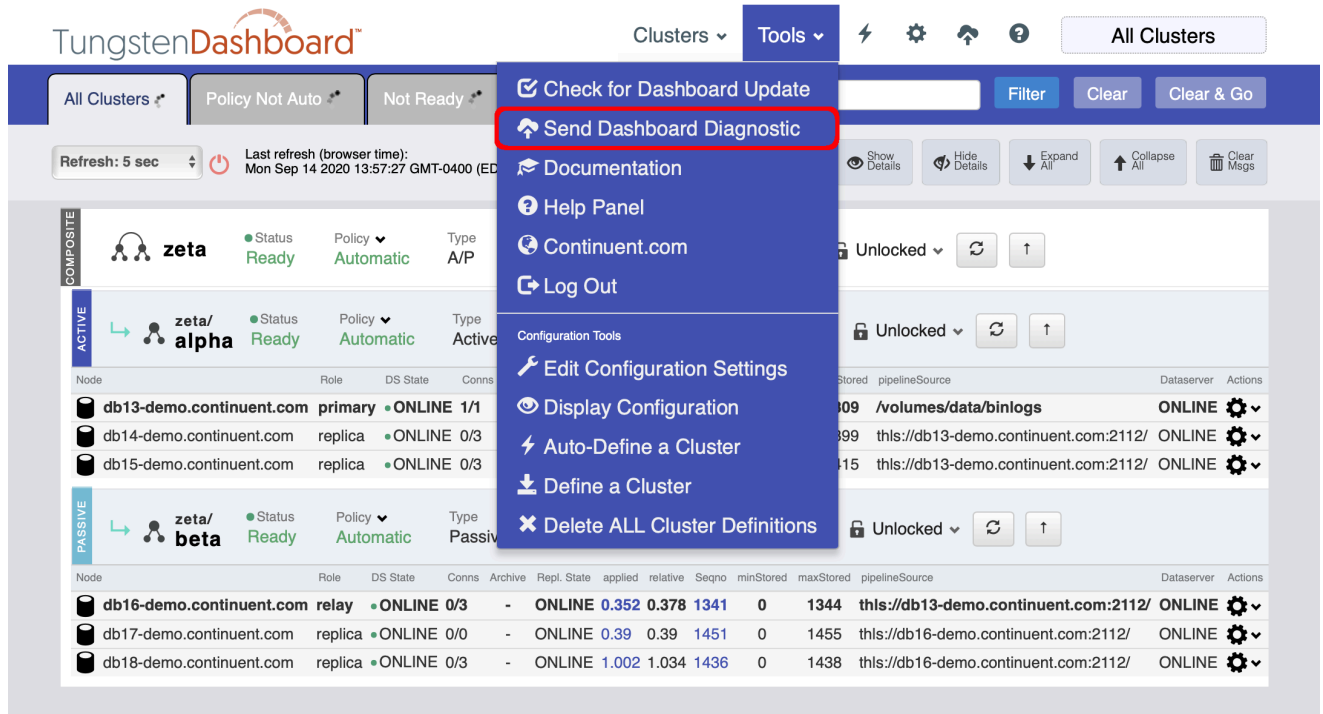 TungstenDashboard™
Clusters Tools All Clusters
All Clusters Policy Not Auto Not Ready Filter Clear Clear & Go
Check for Dashboard Update
Send Dashboard Diagnostic
Documentation
Help Panel
Continuent.com
Log Out
Configuration Tools
Edit Configuration Settings
Display Configuration
Auto-Define a Cluster
Define a Cluster
Delete ALL Cluster Definitions
Refresh: 5 sec
Last refresh (browser time):
Mon Sep 14 2020 13:57:27 GMT-0400 (ED
Show Details Hide Details Expand All Collapse All Clear Msgs
COMPOSITE
zeta
Status Policy Type
Ready Automatic A/P
Unlocked
ACTIVE
zeta/
alpha
Status Policy Type
Ready Automatic Active
Unlocked
Node Role DS State Conns Stored pipelineSource Dataserver Actions
db13-demo.continuent.com primary ONLINE 1/1 309 /volumes/data/binlogs ONLINE
db14-demo.continuent.com replica ONLINE 0/3 399 thls://db13-demo.continuent.com:2112/ ONLINE
db15-demo.continuent.com replica ONLINE 0/3 415 thls://db13-demo.continuent.com:2112/ ONLINE
PASSIVE
zeta/
beta
Status Policy Type
Ready Automatic Passiv
Unlocked
Node Role DS State Conns Archive Repl. State applied relative Seqno minStored maxStored pipelineSource Dataserver Actions
db16-demo.continuent.com relay ONLINE 0/3 - ONLINE 0.352 0.378 1341 0 1344 thls://db13-demo.continuent.com:2112/ ONLINE
db17-demo.continuent.com replica ONLINE 0/0 - ONLINE 0.39 0.39 1451 0 1455 thls://db16-demo.continuent.com:2112/ ONLINE
db18-demo.continuent.com replica ONLINE 0/3 - ONLINE 1.002 1.034 1436 0 1438 thls://db16-demo.continuent.com:2112/ ONLINE